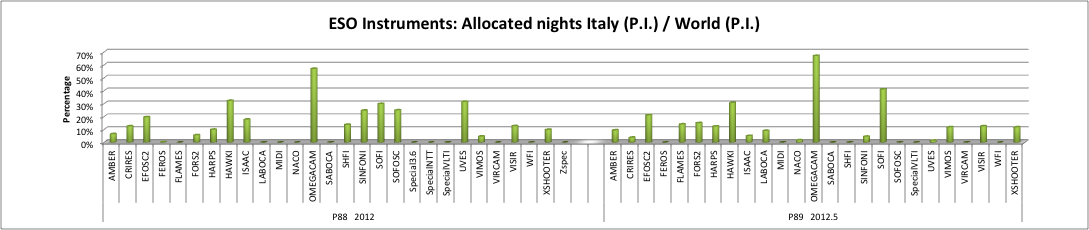 ESO Instruments: Allocated nights Italy (P.I.) / World (P.I.)
Percentage
70%
60%
50%
40%
30%
20%
10%
0%
AMBER
CRIRES
EFOSC2
FEROS
FLAMES
FORS2
HARPS
HAWKI
ISAAC
LABOCA
MIDI
NACO
OMEGACAM
SABOCA
SHFI
SINFONI
SOFI
SOFOSC
Special3.6
SpecialNTT
SpecialVLTI
UVES
VIMOS
VIRCAM
VISIR
WFI
XSHOOTER
Zspec
AMBER
CRIRES
EFOSC2
FEROS
FLAMES
FORS2
HARPS
HAWKI
ISAAC
LABOCA
MIDI
NACO
OMEGACAM
SABOCA
SHFI
SINFONI
SOFI
SOFOSC
SpecialVLTI
UVES
VIMOS
VIRCAM
VISIR
WFI
XSHOOTER
P88 2012
P89 2012.5